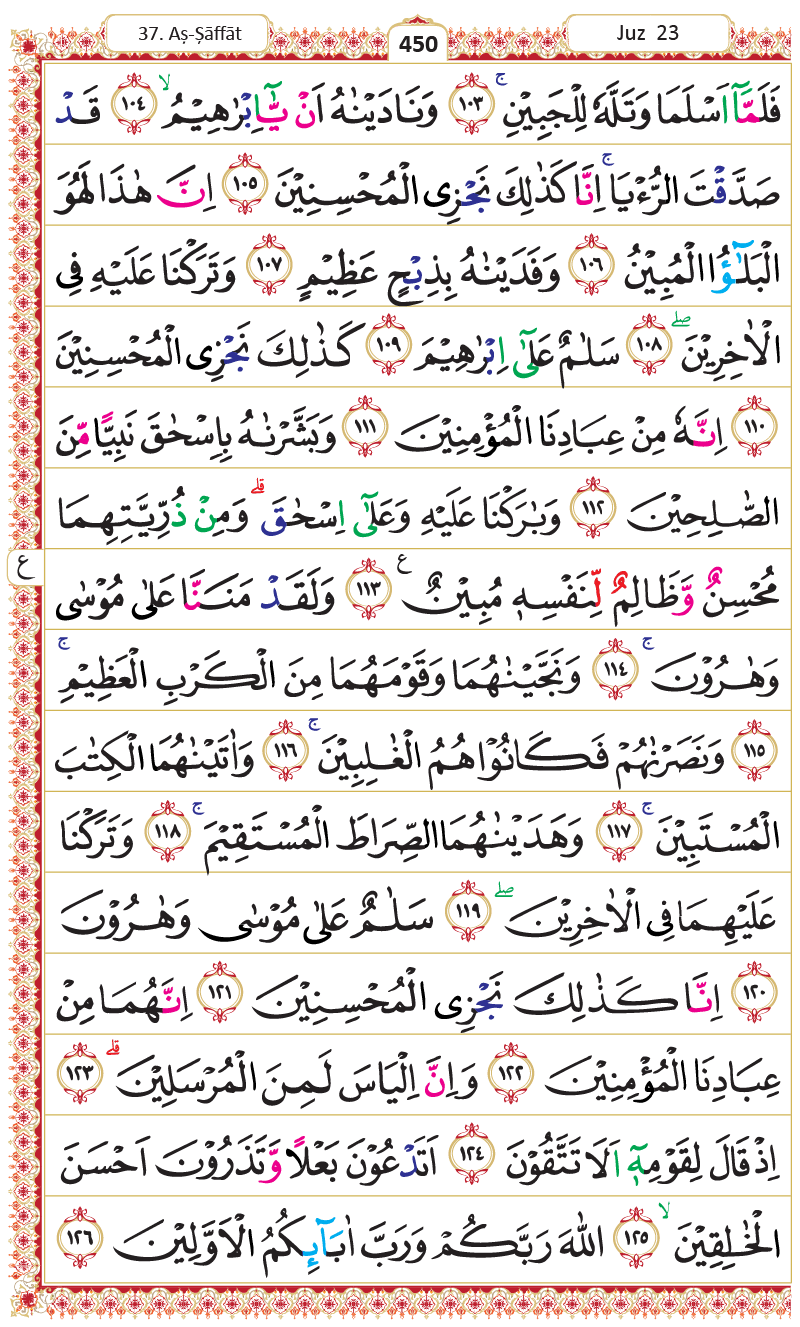 37. Aṣ-Ṣāffāt
450
Juz 23
فَلَمَّآ اَسْلَمَا وَتَلَّهٗ لِلْجَبِيْنِ ۚ ۝١٠٣ وَنَادَيْنٰهُ اَنْ يّٰٓاِبْرٰهِيْمُ ۙ ۝١٠٤ قَدْ
صَدَّقْتَ الرُّءْيَا ۚ اِنَّا كَذٰلِكَ نَجْزِى الْمُحْسِنِيْنَ ۝١٠٥ اِنَّ هٰذَا لَهُوَ
الْبَلٰٓؤُا الْمُبِيْنُ ۝١٠٦ وَفَدَيْنٰهُ بِذِبْحٍ عَظِيْمٍ ۝١٠٧ وَتَرَكْنَا عَلَيْهِ فِى
الْاٰخِرِيْنَ ۖ ۝١٠٨ سَلٰمٌ عَلٰٓى اِبْرٰهِيْمَ ۝١٠٩ كَذٰلِكَ نَجْزِى الْمُحْسِنِيْنَ
۝١١٠ اِنَّهٗ مِنْ عِبَادِنَا الْمُؤْمِنِيْنَ ۝١١١ وَبَشَّرْنٰهُ بِاِسْحٰقَ نَبِيًّا مِّنَ
الصّٰلِحِيْنَ ۝١١٢ وَبٰرَكْنَا عَلَيْهِ وَعَلٰٓى اِسْحٰقَ ۗ وَمِنْ ذُرِّيَّتِهِمَا
ع
مُحْسِنٌ وَّظَالِمٌ لِّنَفْسِهٖ مُبِيْنٌ ع ۝١١٣ وَلَقَدْ مَنَنَّا عَلٰى مُوْسٰى
وَهٰرُوْنَ ۚ ۝١١٤ وَنَجَّيْنٰهُمَا وَقَوْمَهُمَا مِنَ الْكَرْبِ الْعَظِيْمِ ۚ
۝١١٥ وَنَصَرْنٰهُمْ فَكَانُوْا هُمُ الْغٰلِبِيْنَ ۚ ۝١١٦ وَاٰتَيْنٰهُمَا الْكِتٰبَ
الْمُسْتَبِيْنَ ۚ ۝١١٧ وَهَدَيْنٰهُمَا الصِّرَاطَ الْمُسْتَقِيْمَ ۚ ۝١١٨ وَتَرَكْنَا
عَلَيْهِمَا فِى الْاٰخِرِيْنَ ۖ ۝١١٩ سَلٰمٌ عَلٰى مُوْسٰى وَهٰرُوْنَ
۝١٢٠ اِنَّا كَذٰلِكَ نَجْزِى الْمُحْسِنِيْنَ ۝١٢١ اِنَّهُمَا مِنْ
عِبَادِنَا الْمُؤْمِنِيْنَ ۝١٢٢ وَاِنَّ اِلْيَاسَ لَمِنَ الْمُرْسَلِيْنَ ۗ ۝١٢٣
اِذْ قَالَ لِقَوْمِهٖٓ اَلَا تَتَّقُوْنَ ۝١٢٤ اَتَدْعُوْنَ بَعْلًا وَّتَذَرُوْنَ اَحْسَنَ
الْخٰلِقِيْنَ ۙ ۝١٢٥ اللّٰهَ رَبَّكُمْ وَرَبَّ اٰبَآئِكُمُ الْاَوَّلِيْنَ ۝١٢٦